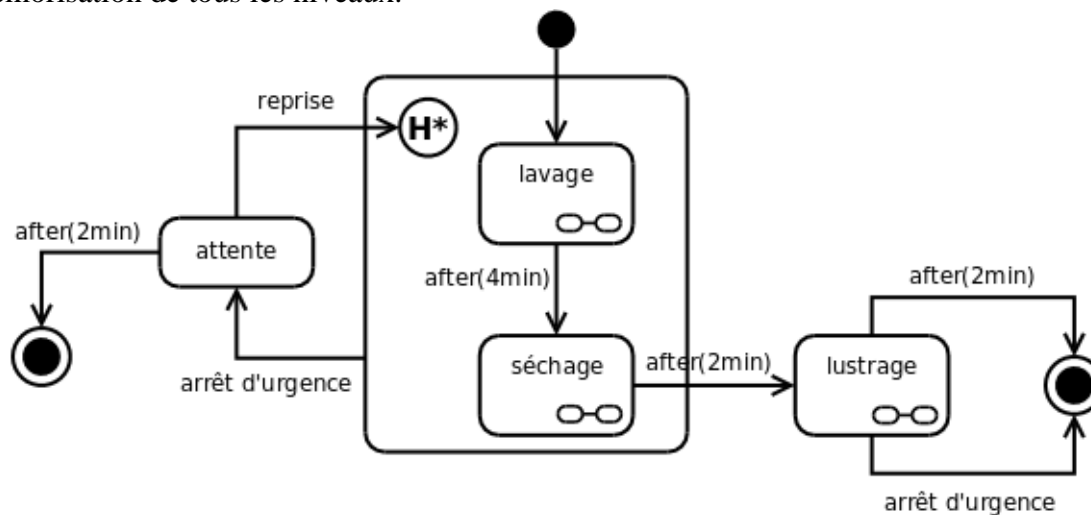 de tous les niveaux.
reprise
H*
lavage
after(2min)
attente
after(4min)
after(2min)
séchage
after(2min)
lustrage
arrêt d'urgence
arrêt d'urgence